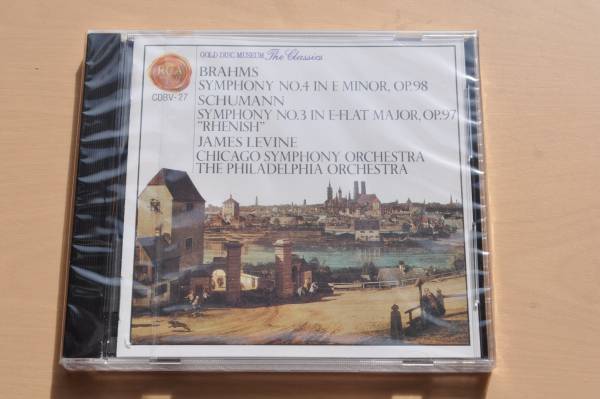 GOLD DISC MUSEUM The Classics
RCA
CDBV-27
BRAHMS
SYMPHONY NO.4 IN E MINOR, OP.98
SCHUMANN
SYMPHONY NO.3 IN E-FLAT MAJOR, OP.97
"RHENISH"
JAMES LEVINE
CHICAGO SYMPHONY ORCHESTRA
THE PHILADELPHIA ORCHESTRA